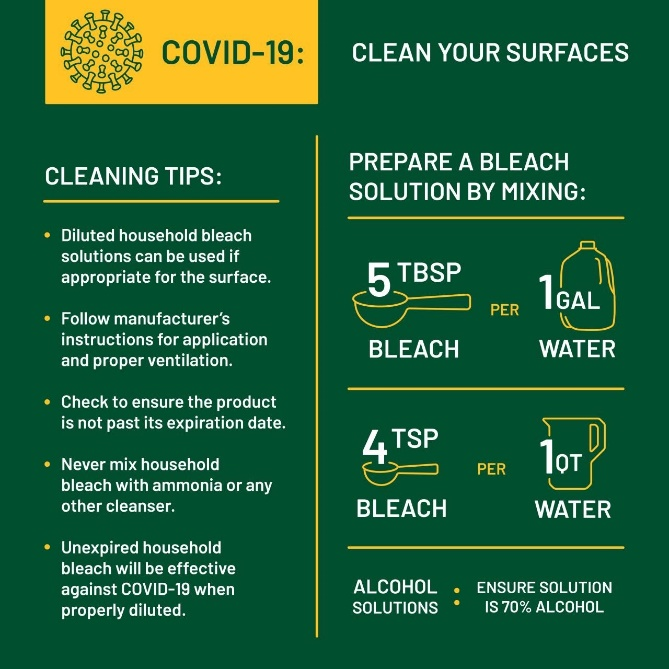 COVID-19:
CLEAN YOUR SURFACES
CLEANING TIPS:
• Diluted household bleach
solutions can be used if
appropriate for the surface.
• Follow manufacturer's
instructions for application
and proper ventilation.
• Check to ensure the product
is not past its expiration date.
• Never mix household
bleach with ammonia or any
other cleanser.
• Unexpired household
bleach will be effective
against COVID-19 when
properly diluted.
PREPARE A BLEACH
SOLUTION BY MIXING:
5 TBSP
BLEACH
PER
1 GAL
WATER
4 TSP
BLEACH
PER
1 QT
WATER
ALCOHOL
SOLUTIONS
:
ENSURE SOLUTION
IS 70% ALCOHOL